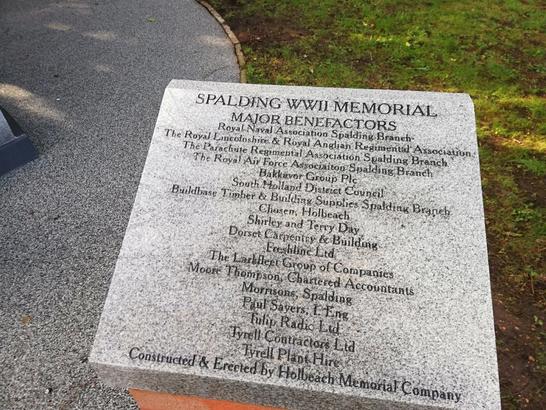 SPALDING WWII MEMORIAL
MAJOR BENEFACTORS
Royal Naval Association Spalding Branch
The Royal Lincolnshire & Royal Anglian Regimental Association
The Parachute Regimental Association Spalding Branch
The Royal Air Force Associaiton Spalding Branch
Bakkavor Group Plc
South Holland District Council
Buildbase Timber & Building Supplies Spalding Branch
Chosen, Holbeach
Shirley and Terry Day
Dorset Carpentry & Building
Freshline Ltd
The Larkfleet Group of Companies
Moore Thompson, Chartered Accountants
Morrisons, Spalding
Paul Sayers, I Eng
Tulip Radio Ltd
Tyrell Contractors Ltd
Tyrell Plant Hire
Constructed & Erected by Holbeach Memorial Company